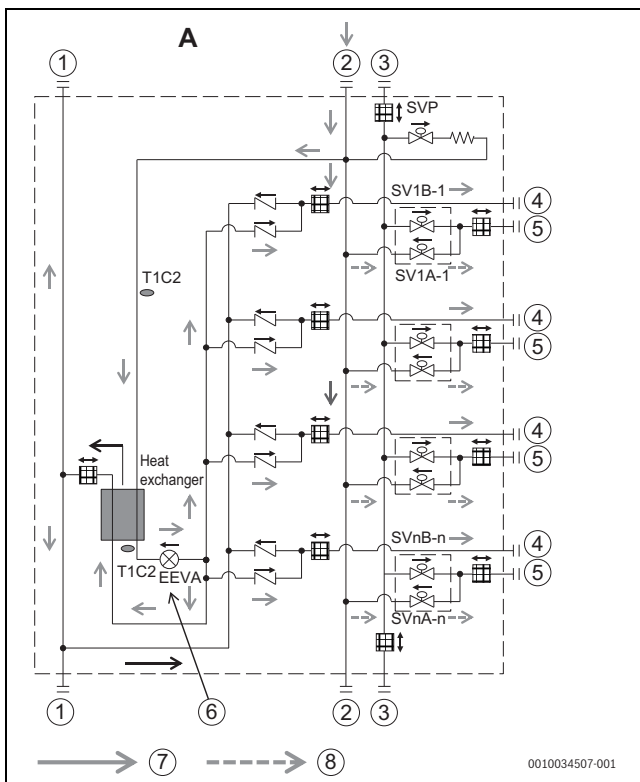 A
1
2
3
SVP
SV1B-1
4
5
SV1A-1
T1C2
4
5
4
5
Heat
exchanger
SVnB-n
4
T1C2
EEVA
5
SVnA-n
1
6
2
3
7
8
0010034507-001